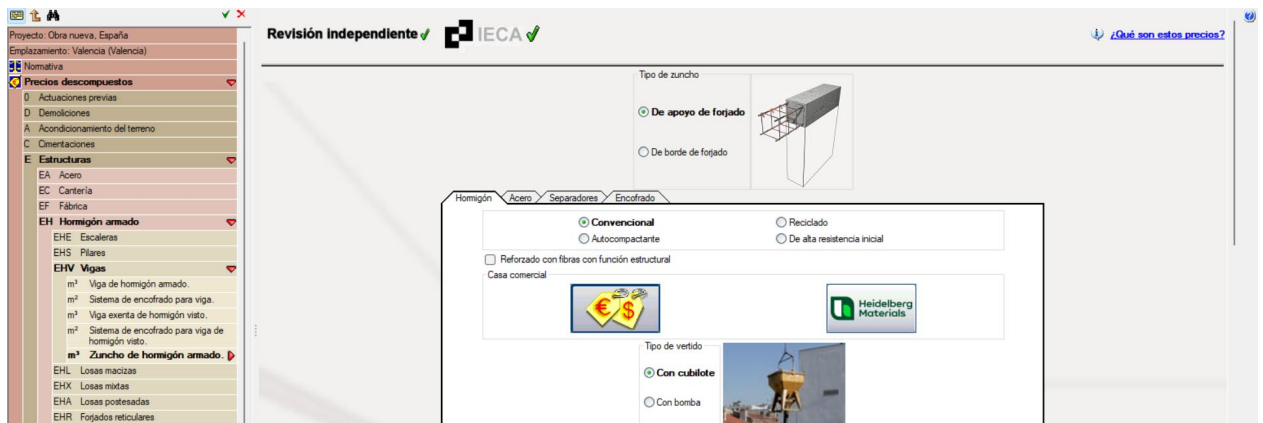 Proyecto: Obra nueva, España
Emplazamiento: Valencia (Valencia)
Normativa
Precios descompuestos
0 Actuaciones previas
D Demoliciones
A Acondicionamiento del terreno
C Cimentaciones
E Estructuras
EA Acero
EC Cantería
EF Fábrica
EH Hormigón armado
EHE Escaleras
EHS Pilares
EHV Vigas
m³ Viga de hormigón armado.
m² Sistema de encofrado para viga.
m³ Viga exenta de hormigón visto.
m² Sistema de encofrado para viga de
hormigón visto.
m³ Zuncho de hormigón armado.
EHL Losas macizas
EHX Losas mixtas
EHA Losas postesadas
EHR Forjados reticulares
Revisión independiente
IECA
¿Qué son estos precios?
Tipo de zuncho
De apoyo de forjado
De borde de forjado
Hormigón Acero Separadores Encofrado
Convencional Reciclado
Autocompactante De alta resistencia inicial
Reforzado con fibras con función estructural
Casa comercial
€ $
Heidelberg
Materials
Tipo de vertido
Con cubilote
Con bomba